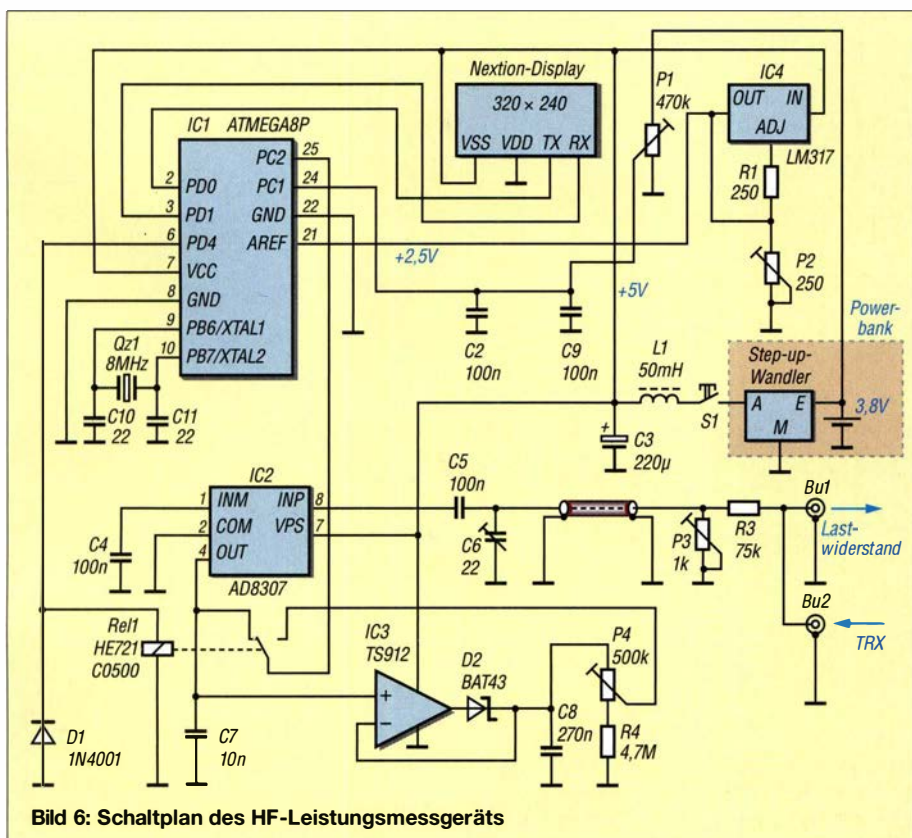 Nextion-Display
320 × 240
VSS VDD TX RX
P1
470k
IC4
OUT IN
ADJ
LM317
IC1 ATMEGA8P
PC2 25
2 PD0 PC1 24
3 PD1 GND 22
6 PD4 AREF 21
7 VCC
8 GND
9 PB6/XTAL1
10 PB7/XTAL2
+2,5V
R1
250
P2
250
+5V
C2
100n
C9
100n
Power-
bank
Qz1
8MHz
C10
22
C11
22
L1
50mH
S1
Step-up-
Wandler
A E
M
3,8V
+
C3
220µ
IC2
1 INM INP 8
2 COM VPS 7
4 OUT
AD8307
C4
100n
C5
100n
C6
22
P3
1k
R3
75k
Bu1
Last-
widerstand
Bu2
TRX
Rel1
HE721
C0500
IC3
TS912
+
−
D2
BAT43
P4
500k
C8
270n
R4
4,7M
D1
1N4001
C7
10n
Bild 6: Schaltplan des HF-Leistungsmessgeräts